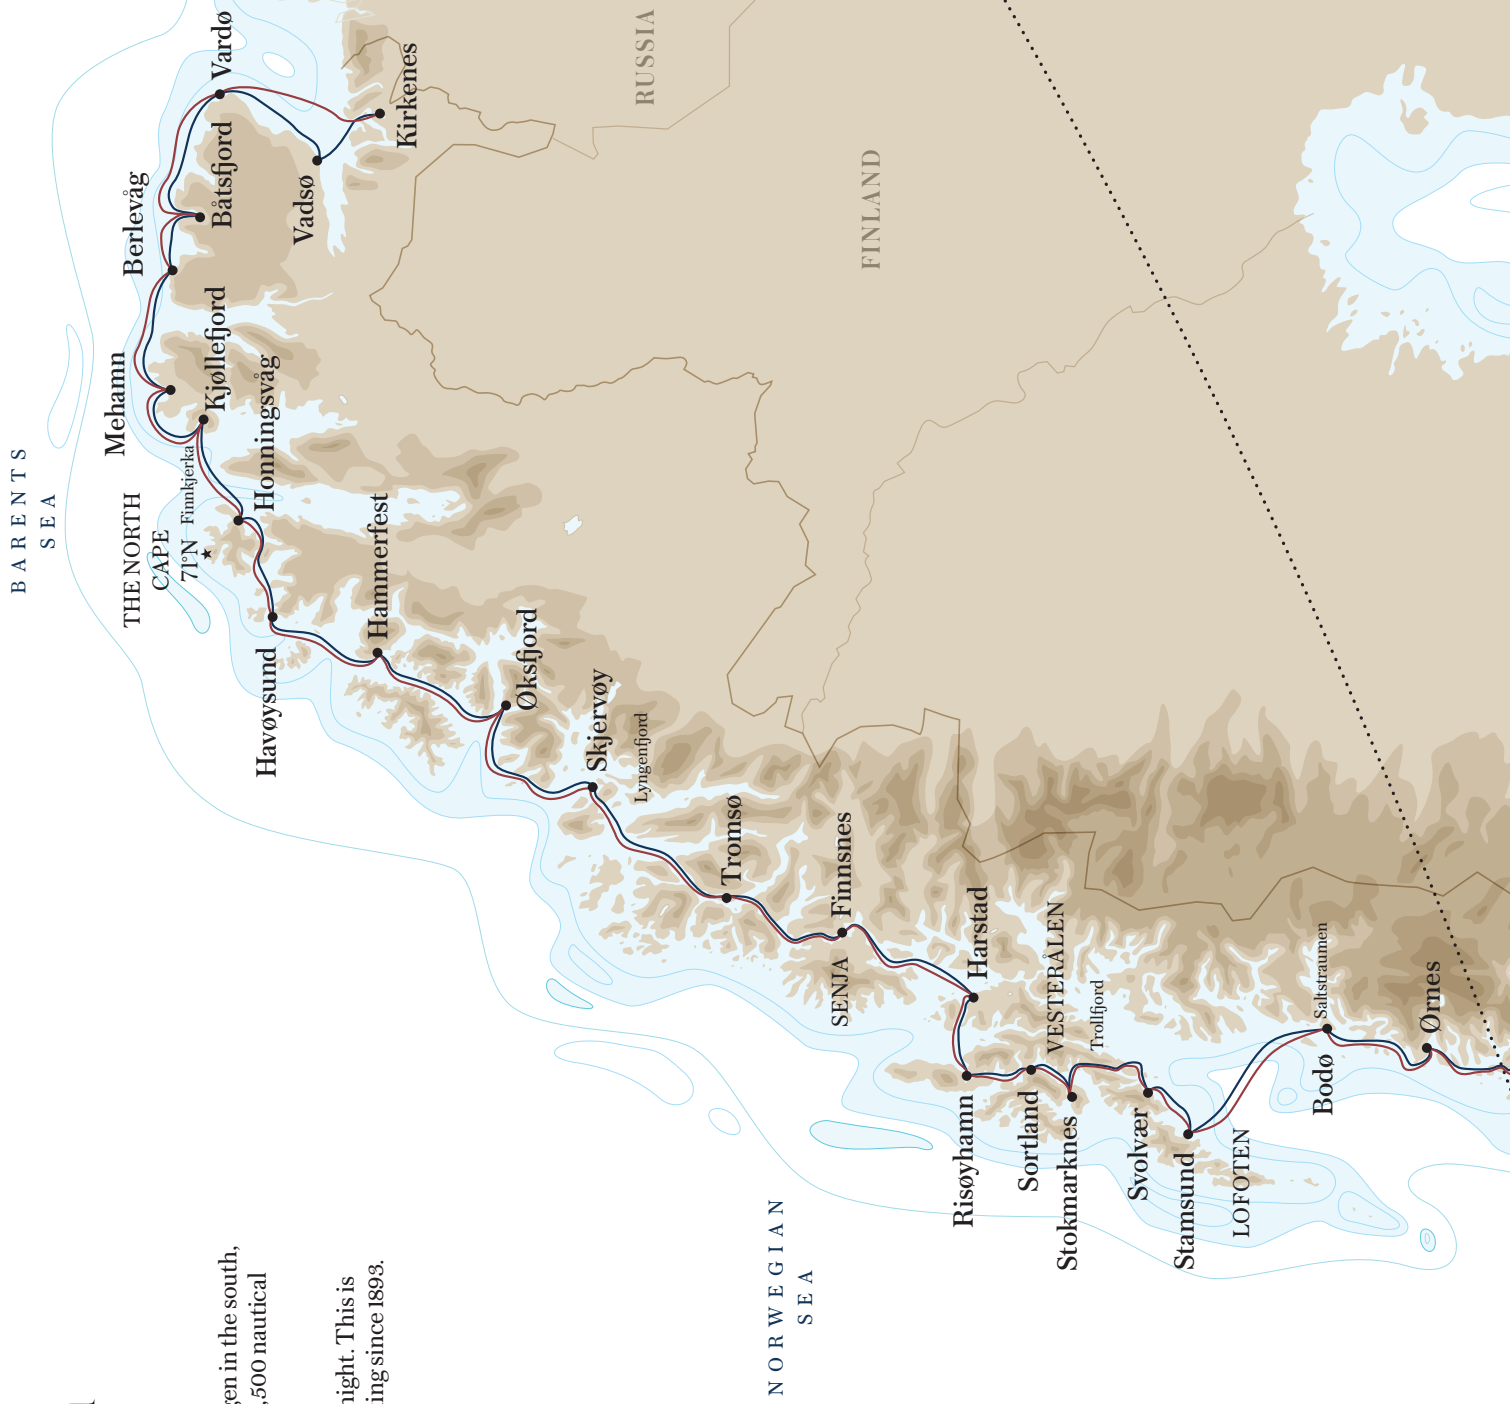 BARENTS
SEA
THE NORTH
CAPE
71°N
Finnkjerka
Mehamn
Berlevåg
Vardø
Båtsfjord
Kjøllefjord
Honningsvåg
Vadsø
Kirkenes
Havøysund
Hammerfest
Øksfjord
Skjervøy
Lyngenfjord
Tromsø
Finnsnes
SENJA
Harstad
Risøyhamn
Sortland
VESTERÅLEN
Stokmarknes
Trollfjord
Svolvær
Stamsund
LOFOTEN
Bodø
Saltstraumen
Ørnes
RUSSIA
FINLAND
NORWEGIAN
SEA
gen in the south,
,500 nautical
night. This is
ing since 1893.